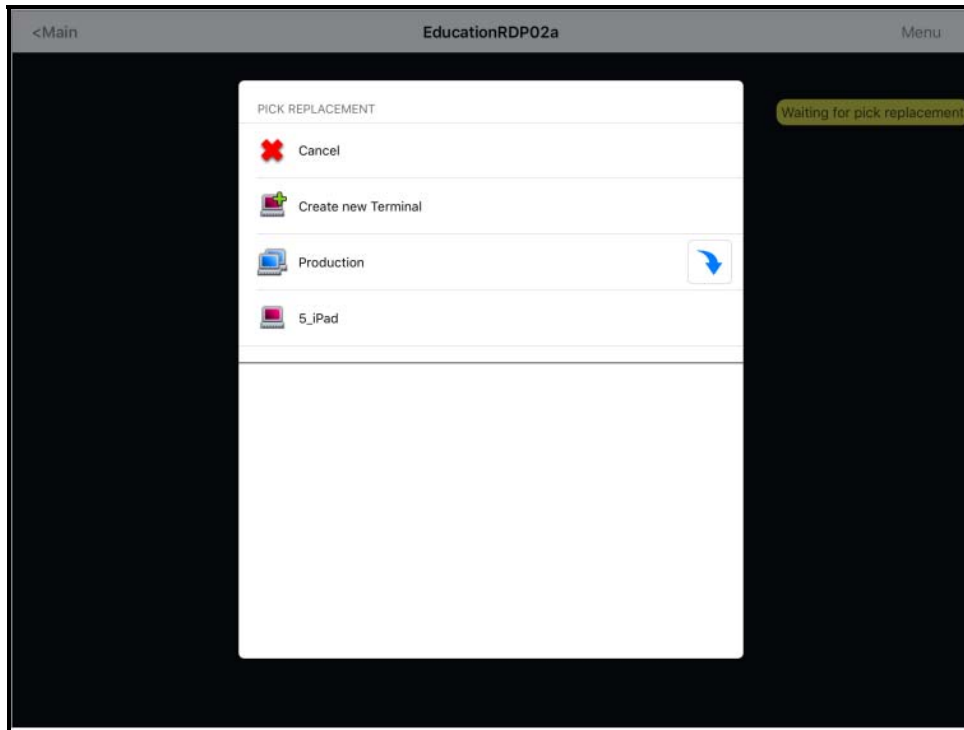 <Main EducationRDP02a Menu
PICK REPLACEMENT
Waiting for pick replacement
Cancel
Create new Terminal
Production
5_iPad